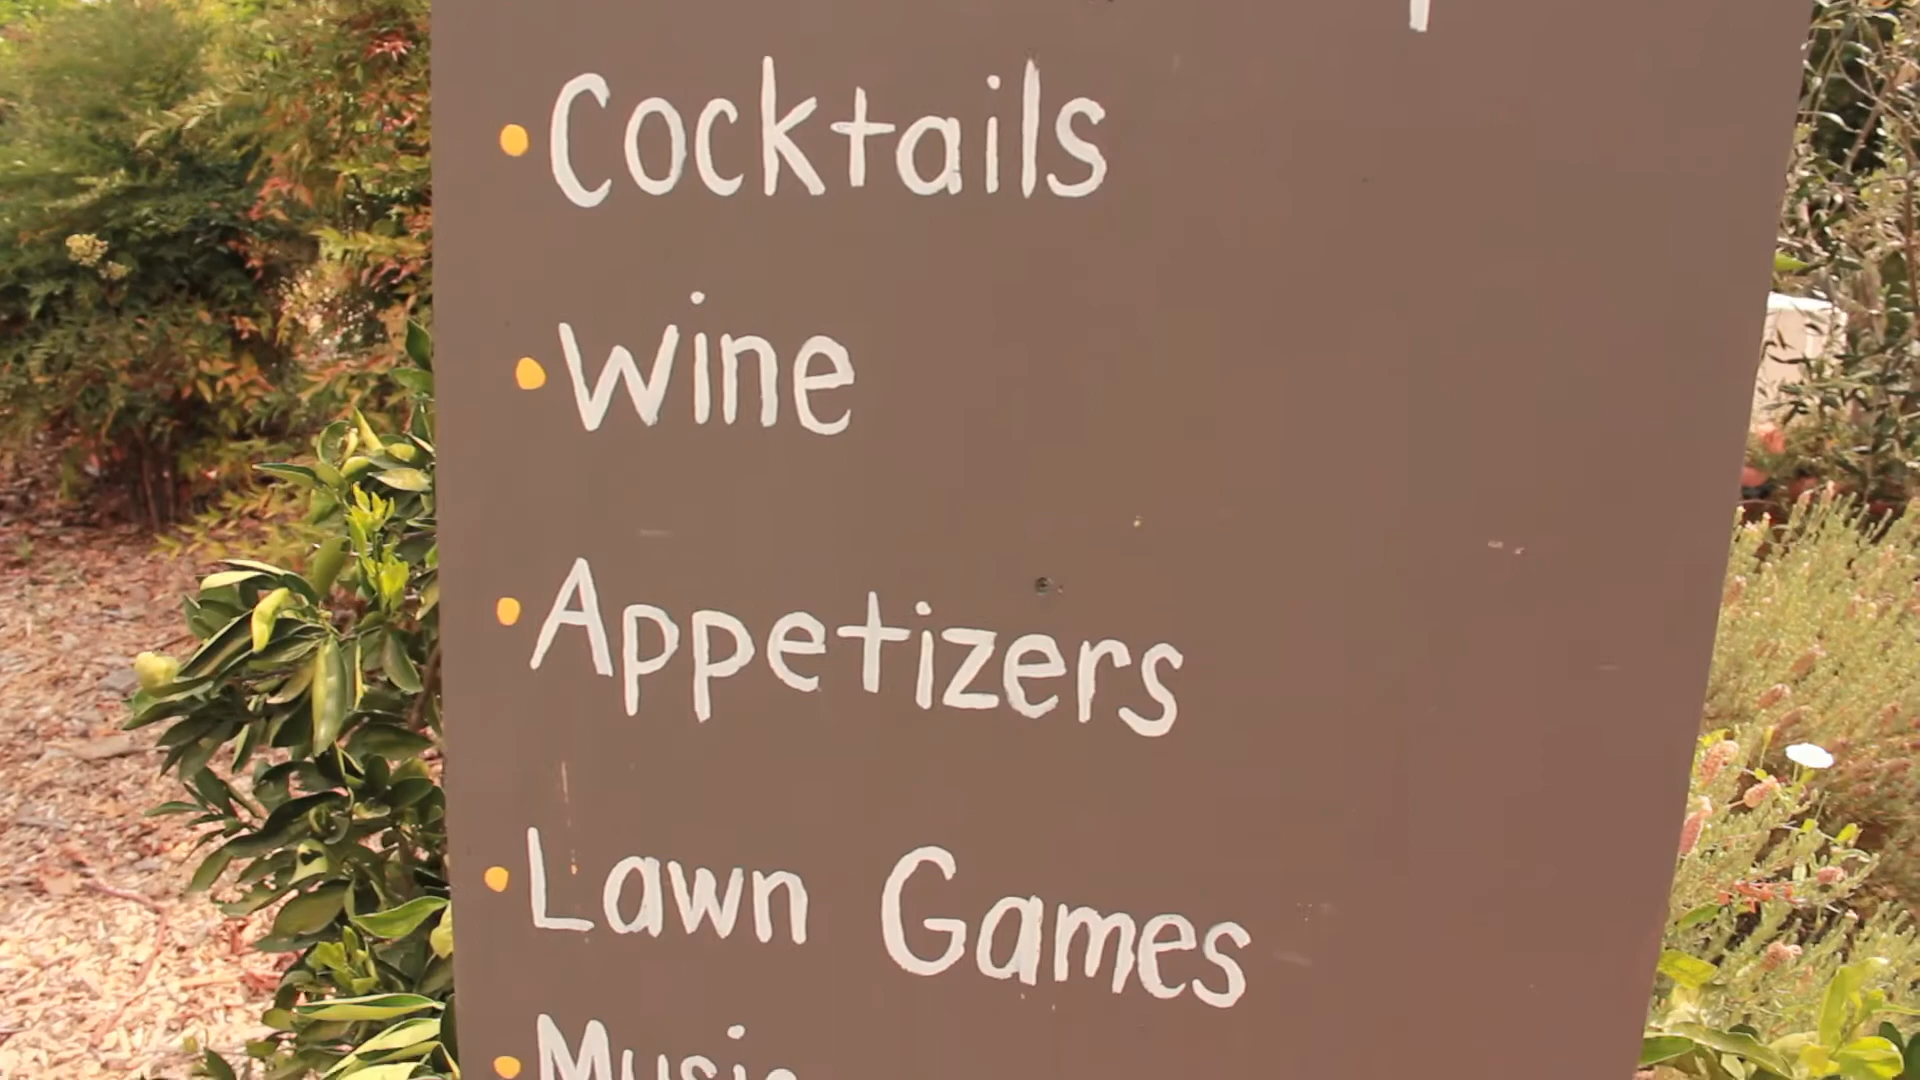 • Cocktails
• Wine
• Appetizers
• Lawn Games
• Music